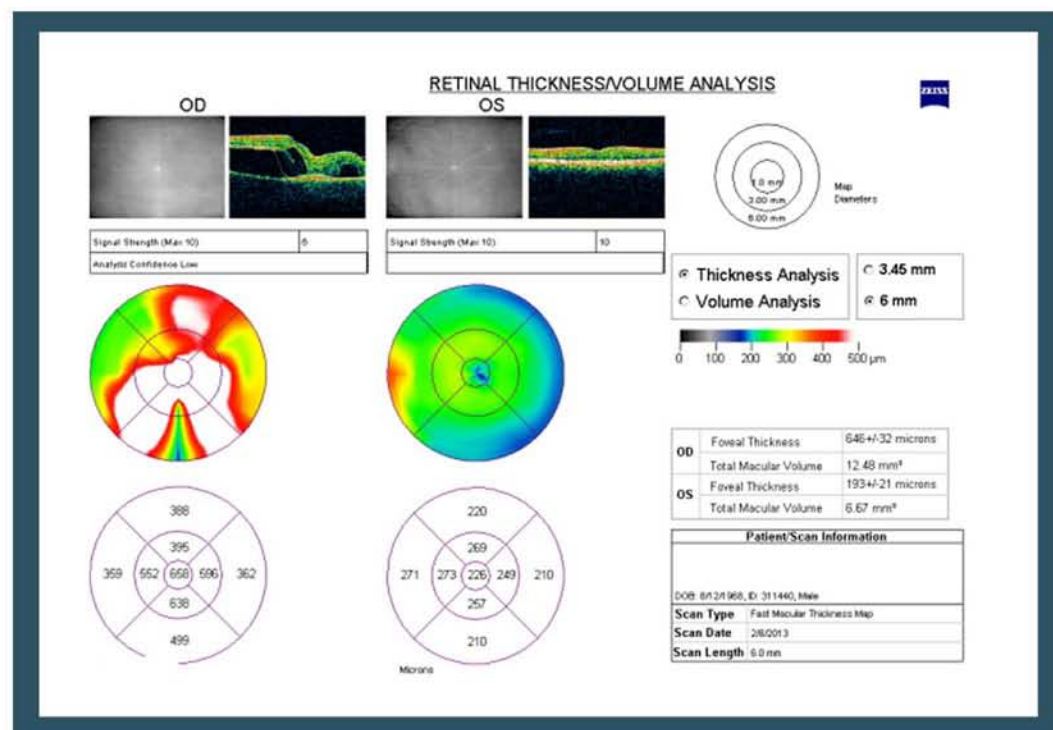 RETINAL THICKNESS/VOLUME ANALYSIS
ZEISS
OD
OS
Signal Strength (Max 10) 6
Analysis Confidence Low
Signal Strength (Max 10) 10
1.0 mm
3.00 mm
6.00 mm
Map
Diameters
Thickness Analysis
Volume Analysis
3.45 mm
6 mm
0 100 200 300 400 500 µm
OD Foveal Thickness 646+/-32 microns
Total Macular Volume 12.48 mm³
OS Foveal Thickness 193+/-21 microns
Total Macular Volume 6.67 mm³
388
395
359 552 658 596 362
638
499
220
269
271 273 226 249 210
257
210
Microns
Patient/Scan Information
DOB: 8/12/1968, ID: 311440, Male
Scan Type Fast Macular Thickness Map
Scan Date 2/6/2013
Scan Length 6.0 mm